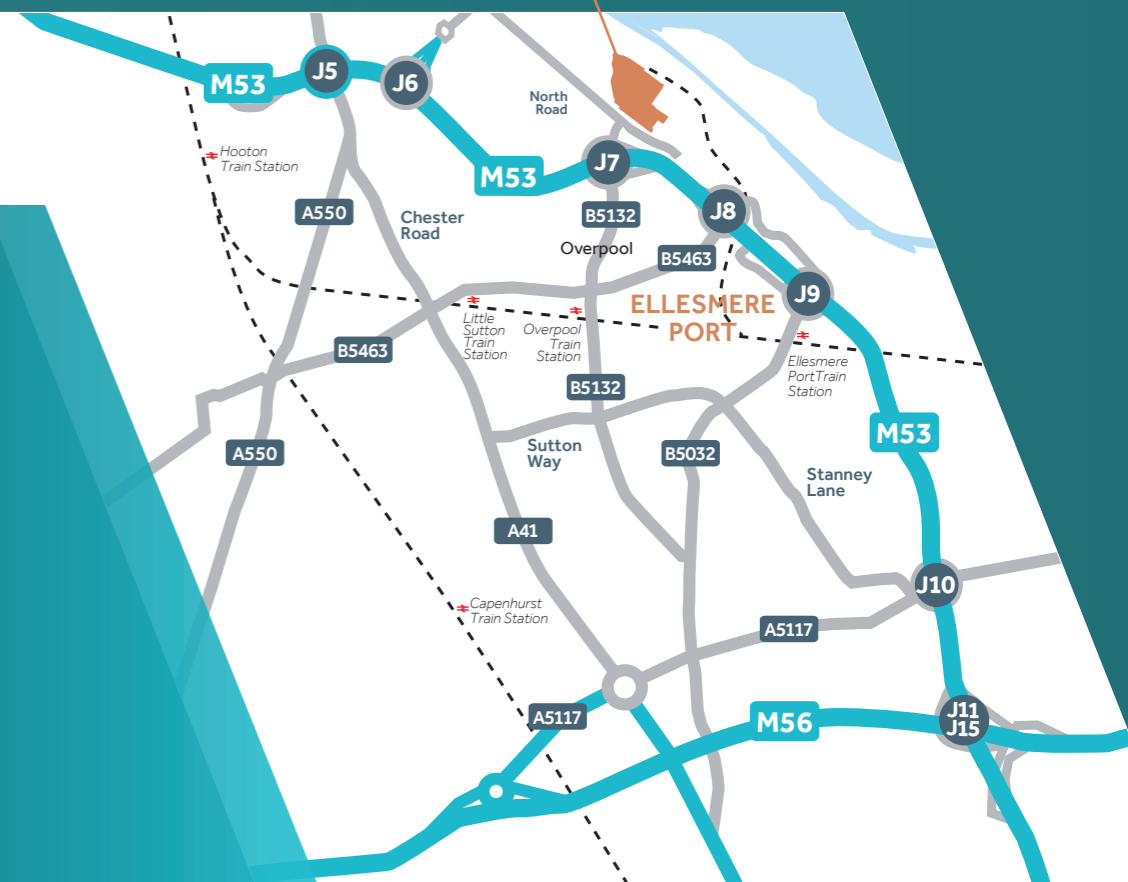 J5
J6
M53
North
Road
Hooton
Train Station
J7
M53
A550
Chester
Road
B5132
J8
Overpool
B5463
J9
ELLESMERE
PORT
Little
Sutton
Train
Station
Overpool
Train
Station
B5463
Ellesmere
PortTrain
Station
B5132
M53
A550
Sutton
Way
B5032
Stanney
Lane
A41
J10
Capenhurst
Train Station
A5117
A5117
M56
J11
J15